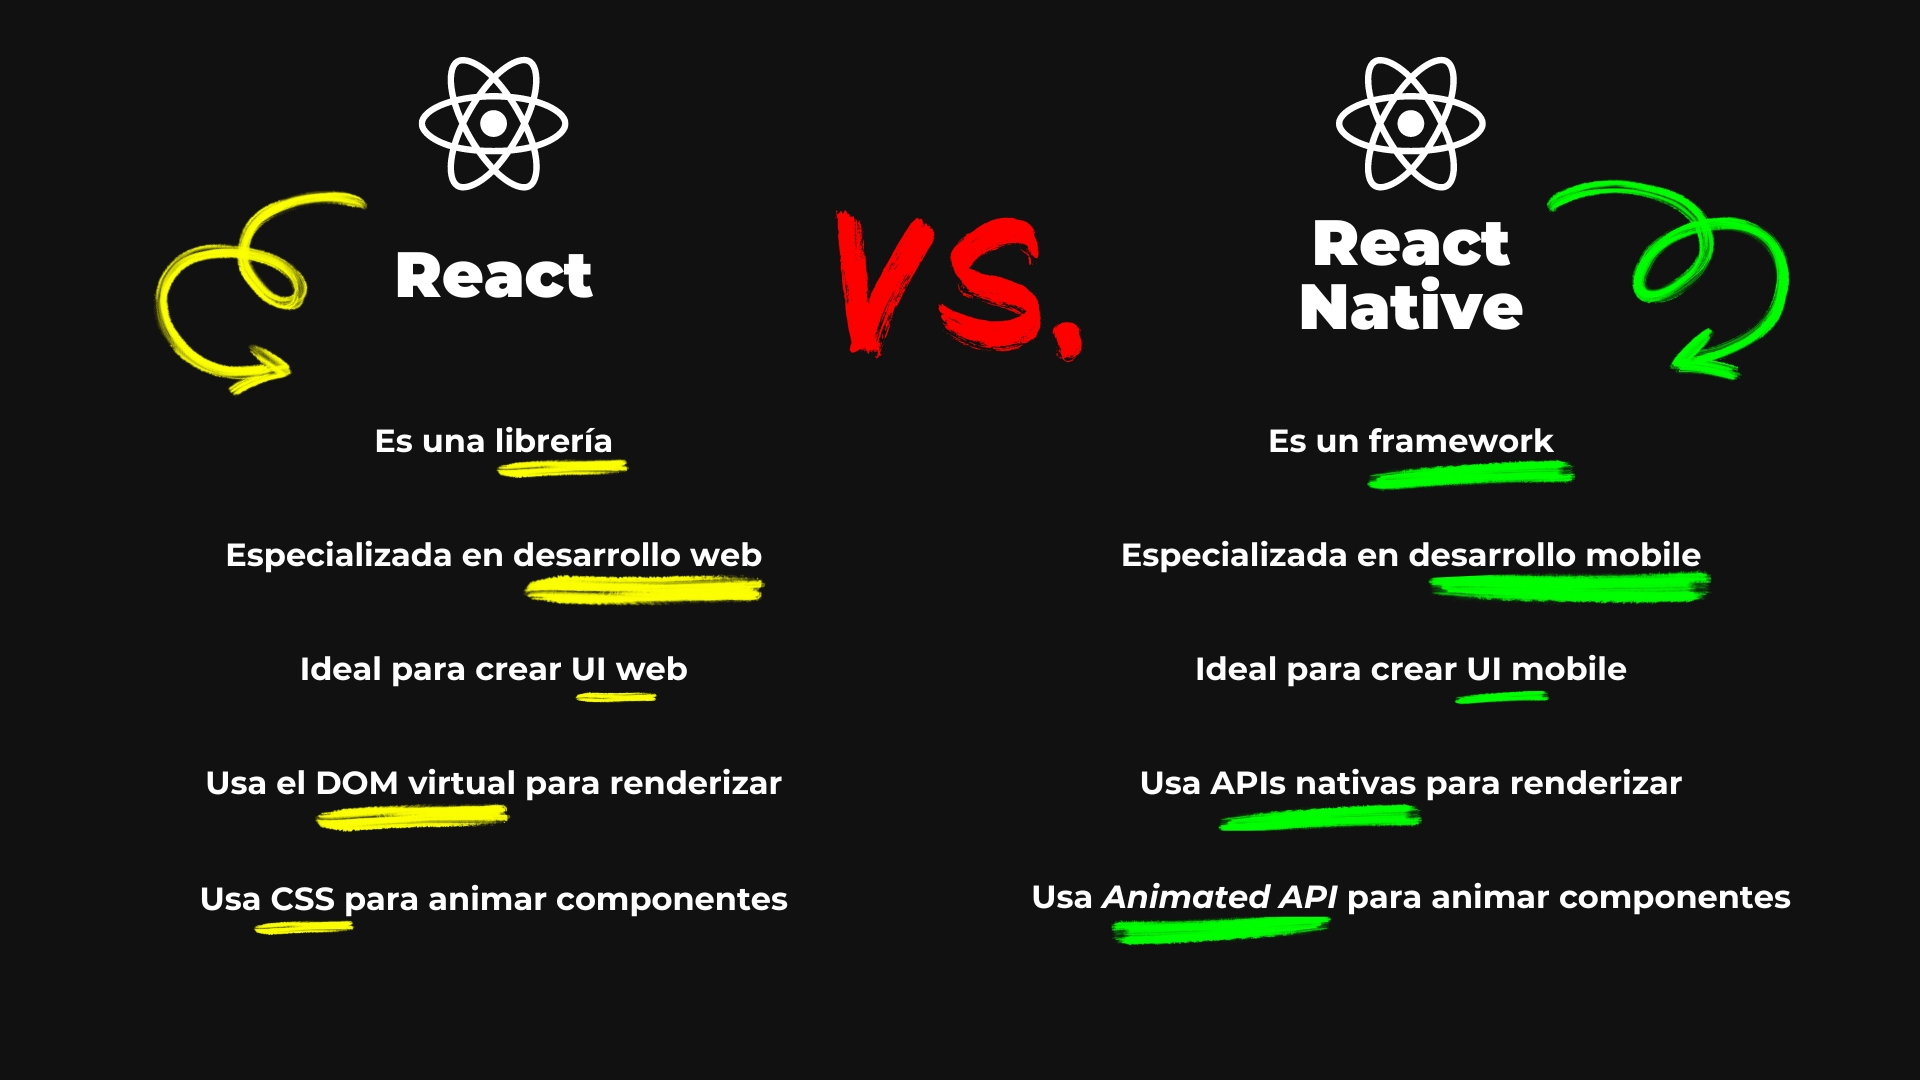 React
VS.
React
Native
Es una librería
Especializada en desarrollo web
Ideal para crear UI web
Usa el DOM virtual para renderizar
Usa CSS para animar componentes
Es un framework
Especializada en desarrollo mobile
Ideal para crear UI mobile
Usa APIs nativas para renderizar
Usa Animated API para animar componentes